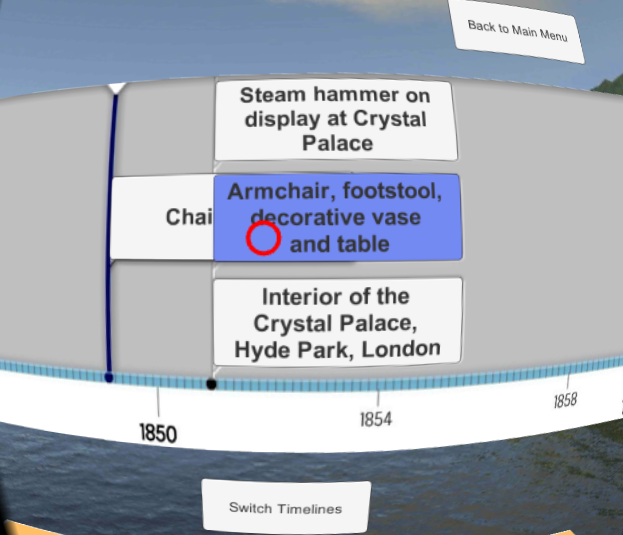 Back to Main Menu
Steam hammer on
display at Crystal
Palace
Chai
Armchair, footstool,
decorative vase
and table
Interior of the
Crystal Palace,
Hyde Park, London
1850
1854
1858
Switch Timelines